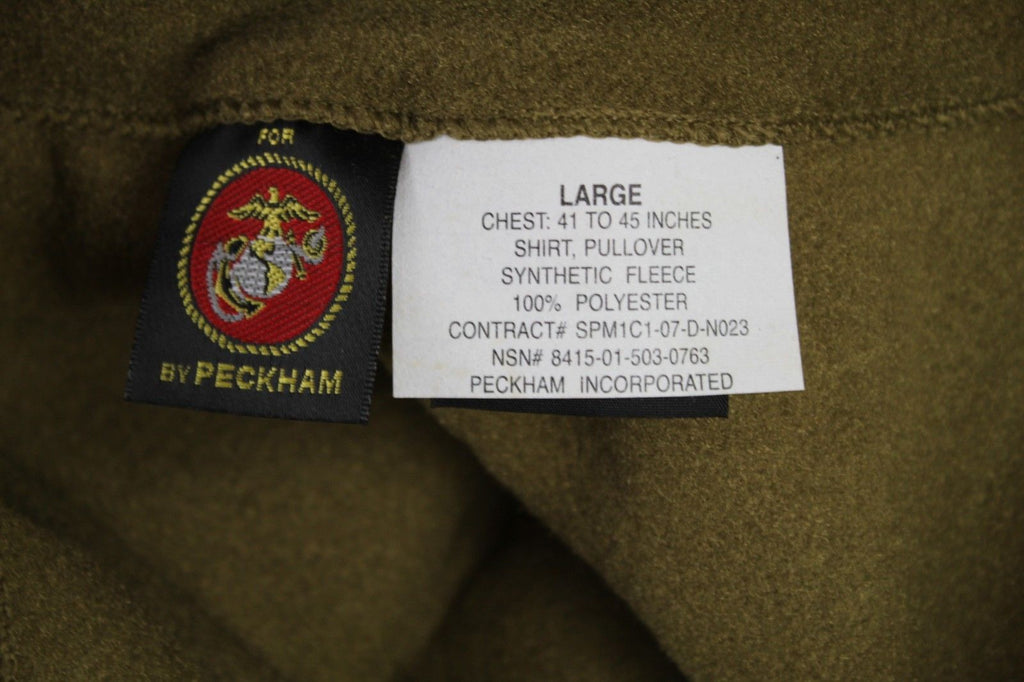 FOR
BY PECKHAM
LARGE
CHEST: 41 TO 45 INCHES
SHIRT, PULLOVER
SYNTHETIC FLEECE
100% POLYESTER
CONTRACT# SPM1C1-07-D-N023
NSN# 8415-01-503-0763
PECKHAM INCORPORATED